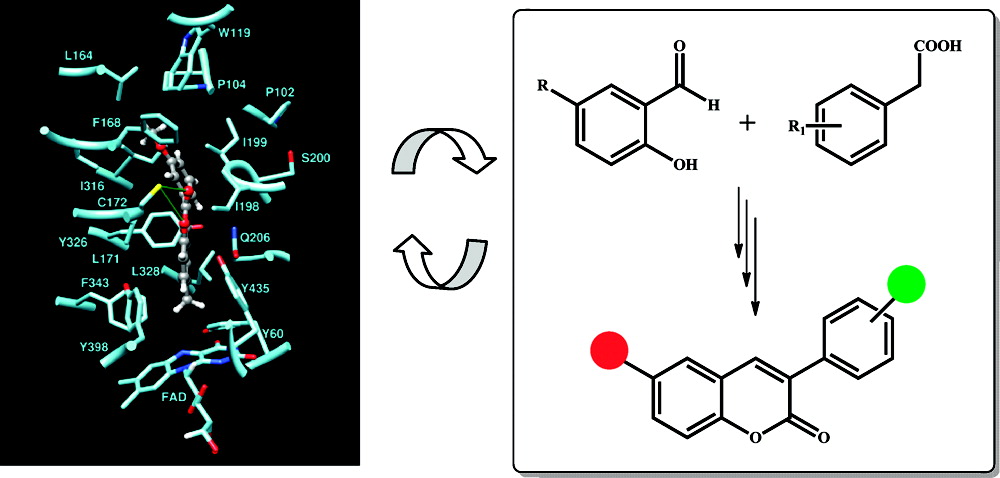 W119
L164
P104
P102
F168
I199
S200
I316
C172
I198
Y326
Q206
L171
L328
F343
Y435
Y60
Y398
FAD
O
COOH
R
H
+
R1
OH
O
O